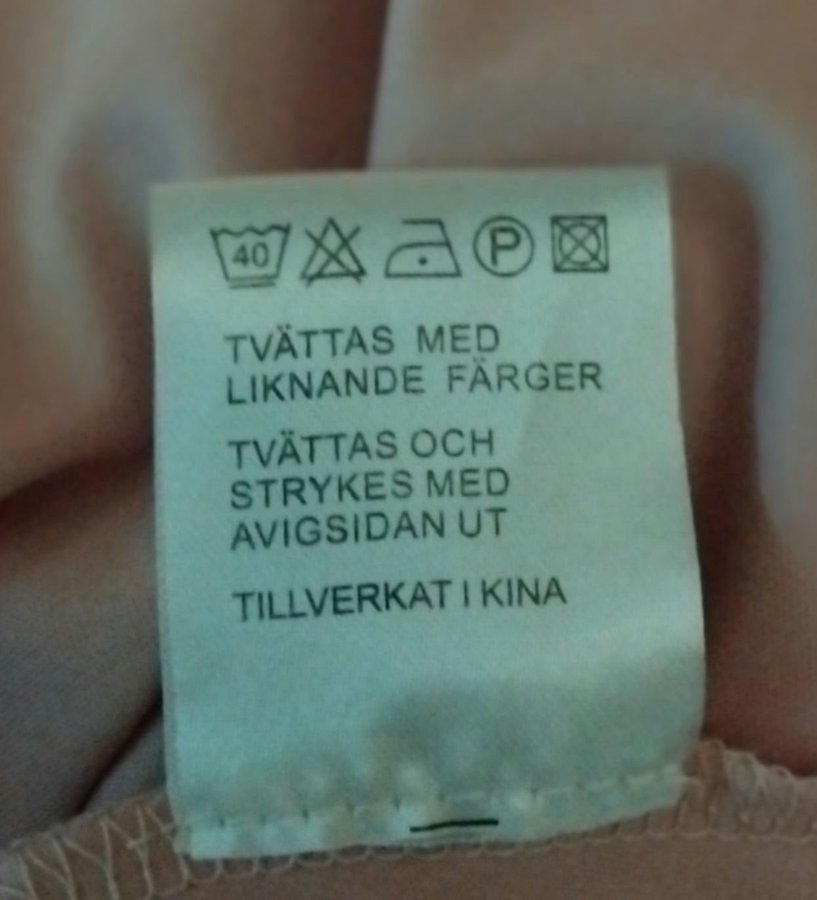 40 P
TVÄTTAS MED
LIKNANDE FÄRGER
TVÄTTAS OCH
STRYKES MED
AVIGSIDAN UT
TILLVERKAT I KINA